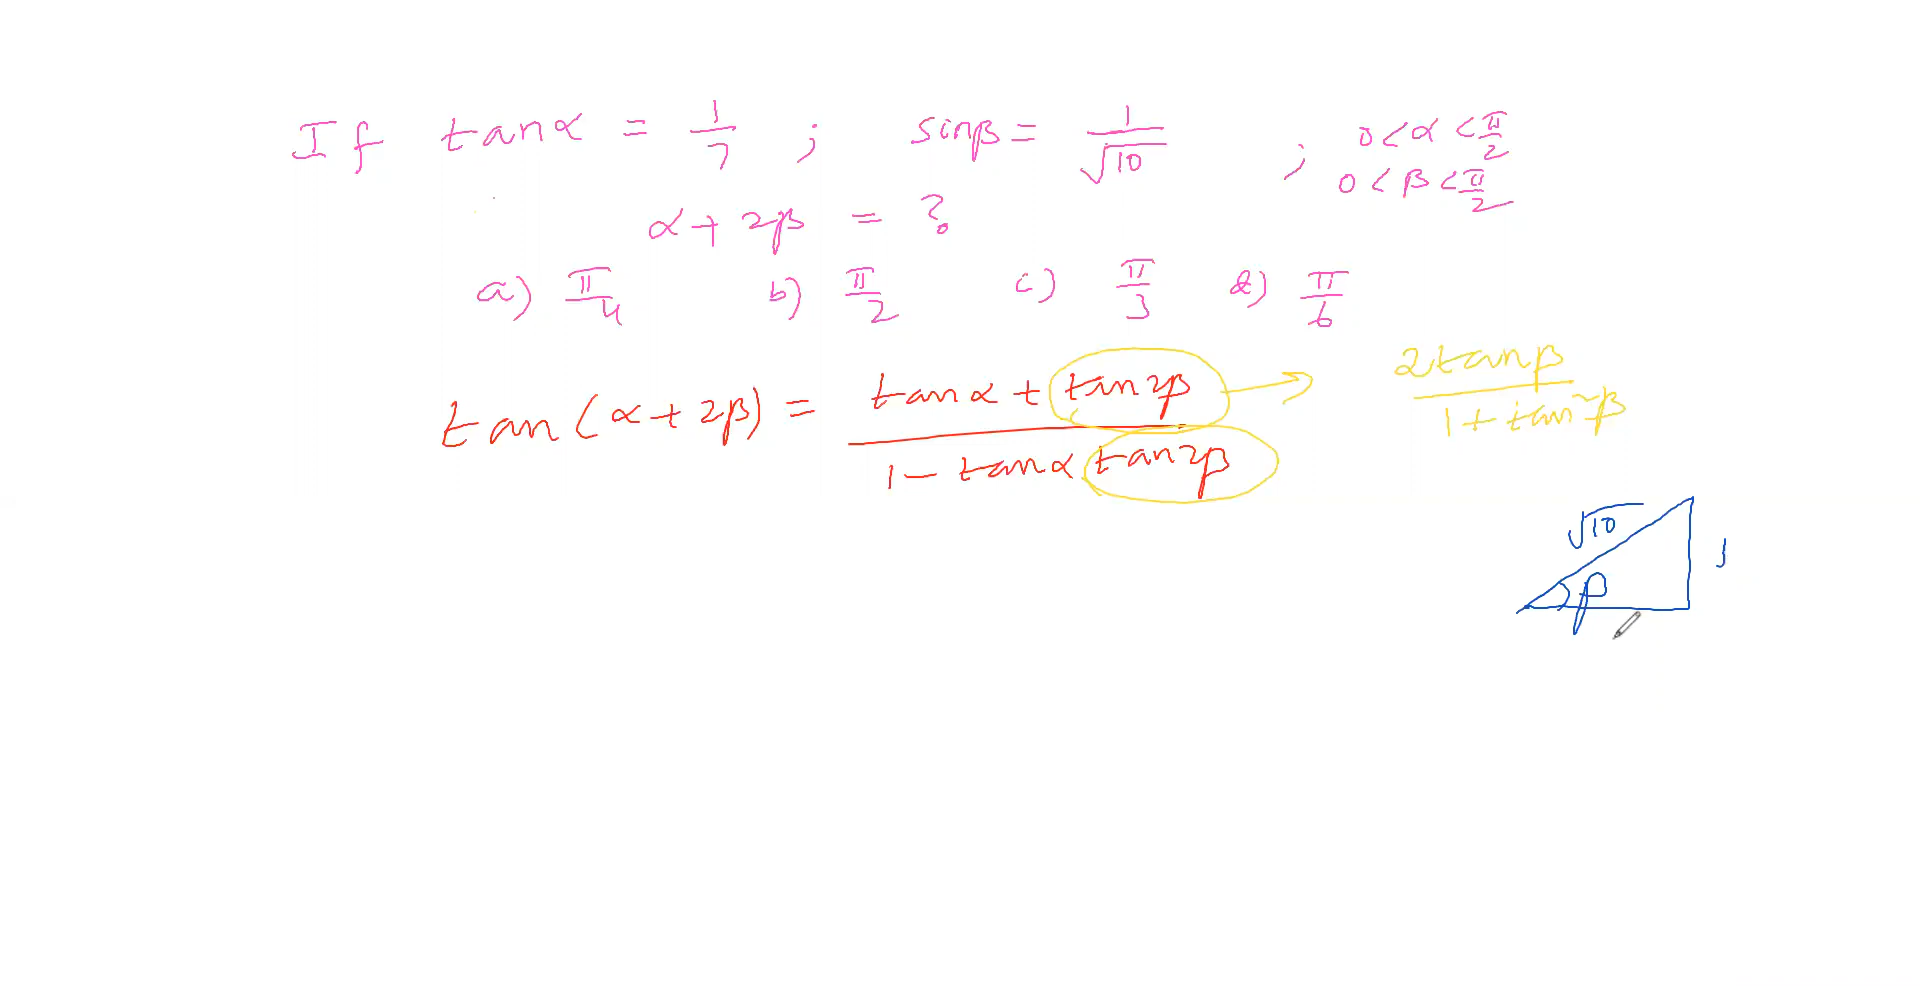 If tanα = 1/7 ; sinβ = 1/√10 ; 0<α<π/2
0<β<π/2
α+2β = ?
a) π/4 b) π/2 c) π/3 d) π/6
tan(α+2β) = (tanα + tan2β)/(1 - tanα tan2β) → 2tanβ/(1+tan²β)
√10
1
β